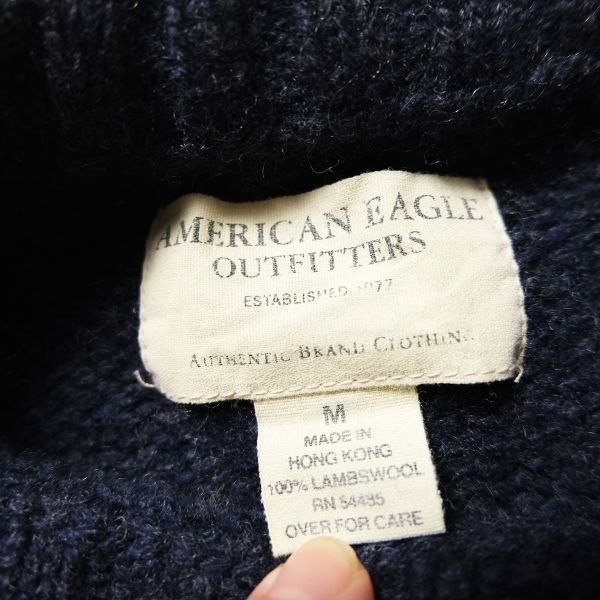 AMERICAN EAGLE
OUTFITTERS
ESTABLISHED 1977
AUTHENTIC BRAND CLOTHING
M
MADE IN
HONG KONG
100% LAMBSWOOL
RN 54485
OVER FOR CARE